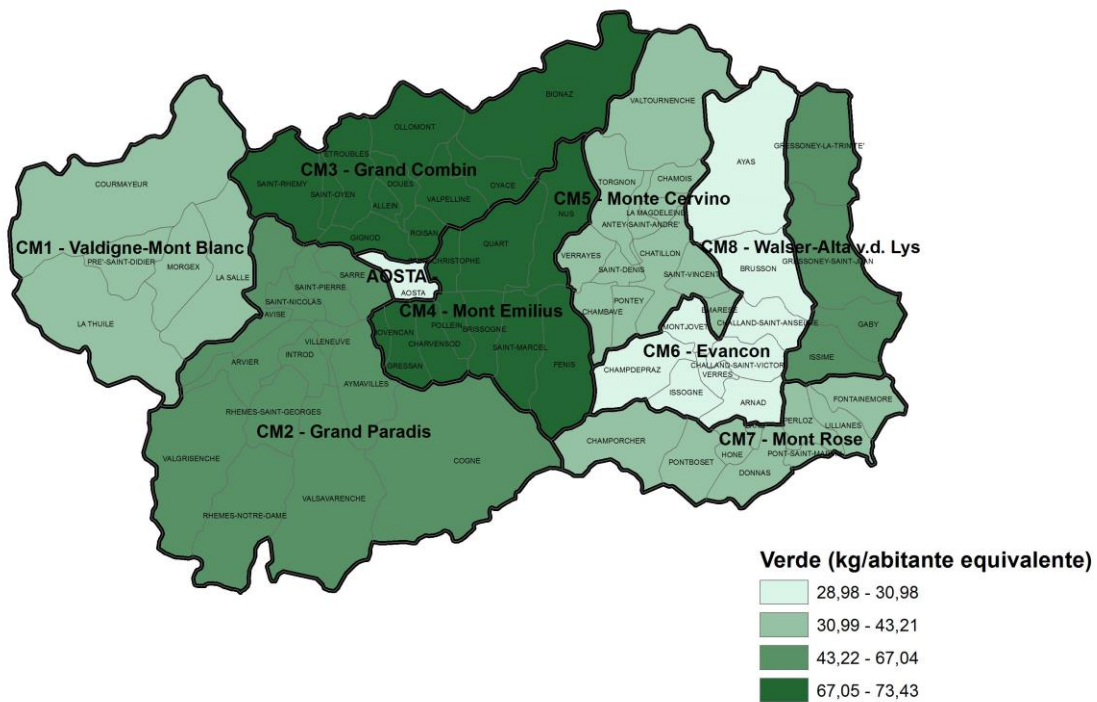 BIONAZ
VALTOURNENCHE
OLLOMONT
GRESSONEY-LA-TRINITE'
ETROUBLES
CM3 - Grand Combin
AYAS
COURMAYEUR
SAINT-RHEMY
SAINT-OYEN
DOUES
OYACE
TORGNON
CHAMOIS
ALLEIN
VALPELLINE
CM5 - Monte Cervino
NUS
LA MAGDELEINE
ANTEY-SAINT-ANDRE'
GIGNOD
ROISAN
QUART
CM1 - Valdigne-Mont Blanc
PRE'-SAINT-DIDIER
MORGEX
LA SALLE
VERRAYES
CHATILLON
CM8 - Walser-Alta v.d. Lys
BRUSSON
GRESSONEY-SAINT-JEAN
SARRE
AOSTA -
AOSTA
SAINT-DENIS
SAINT-VINCENT
SAINT-PIERRE
SAINT-NICOLAS
AVISE
CM4 - Mont Emilius
PONTEY
CHAMBAVE
EMARESE
LA THUILE
JOVENCAN
POLLEIN
BRISSOGNE
MONTJOVET
CHALLAND-SAINT-ANSELME
GABY
VILLENEUVE
CHARVENSOD
SAINT-MARCEL
CM6 - Evancon
ARVIER
INTROD
GRESSAN
FENIS
CHAMPDEPRAZ
CHALLAND-SAINT-VICTOR
VERRES
ISSIME
AYMAVILLES
ISSOGNE
ARNAD
FONTAINEMORE
RHEMES-SAINT-GEORGES
PERLOZ
LILLIANES
CM2 - Grand Paradis
CHAMPORCHER
CM7 - Mont Rose
VALGRISENCHE
COGNE
PONTBOSET
HONE
DONNAS
VALSAVARENCHE
RHEMES-NOTRE-DAME
Verde (kg/abitante equivalente)
28,98 - 30,98
30,99 - 43,21
43,22 - 67,04
67,05 - 73,43